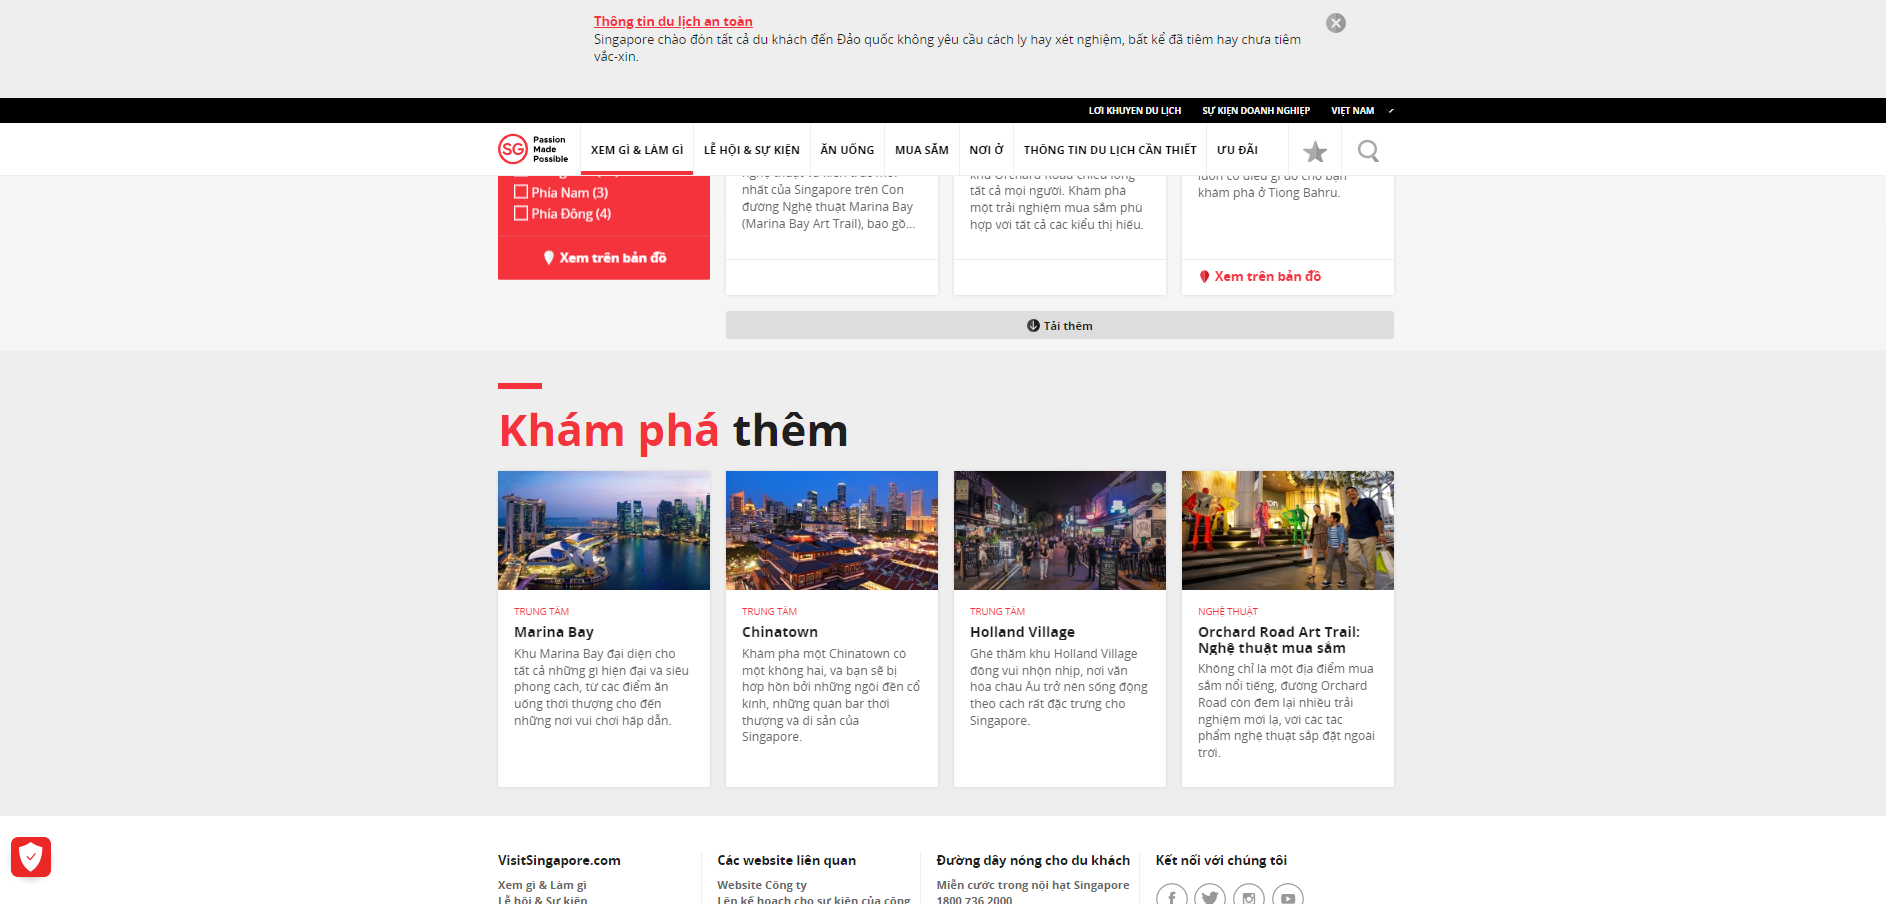 Thông tin du lịch an toàn
Singapore chào đón tất cả du khách đến Đảo quốc không yêu cầu cách ly hay xét nghiệm, bất kể đã tiêm hay chưa tiêm
vắc-xin.
LỜI KHUYÊN DU LỊCH SỰ KIỆN DOANH NGHIỆP VIỆT NAM
SG Passion Made Possible
XEM GÌ & LÀM GÌ LỄ HỘI & SỰ KIỆN ĂN UỐNG MUA SẮM NƠI Ở THÔNG TIN DU LỊCH CẦN THIẾT ƯU ĐÃI
Phía Nam (3)
Phía Đông (4)
Xem trên bản đồ
nhất của Singapore trên Con
đường Nghệ thuật Marina Bay
(Marina Bay Art Trail), bao gồ...
khu Orchard Road chiều lòng
tất cả mọi người. Khám phá
một trải nghiệm mua sắm phù
hợp với tất cả các kiểu thị hiếu.
luôn có điều gì đó cho bạn
khám phá ở Tiong Bahru.
Xem trên bản đồ
Tải thêm
Khám phá thêm
TRUNG TÂM
Marina Bay
Khu Marina Bay đại diện cho
tất cả những gì hiện đại và siêu
phong cách, từ các điểm ăn
uống thời thượng cho đến
những nơi vui chơi hấp dẫn.
TRUNG TÂM
Chinatown
Khám phá một Chinatown có
một không hai, và bạn sẽ bị
hớp hồn bởi những ngôi đền cổ
kính, những quán bar thời
thượng và di sản của
Singapore.
TRUNG TÂM
Holland Village
Ghé thăm khu Holland Village
đông vui nhộn nhịp, nơi văn
hóa châu Âu trở nên sống động
theo cách rất đặc trưng cho
Singapore.
NGHỆ THUẬT
Orchard Road Art Trail:
Nghệ thuật mua sắm
Không chỉ là một địa điểm mua
sắm nổi tiếng, đường Orchard
Road còn đem lại nhiều trải
nghiệm mới lạ, với các tác
phẩm nghệ thuật sắp đặt ngoài
trời.
VisitSingapore.com
Xem gì & Làm gì
Lễ hội & Sự kiện
Các website liên quan
Website Công ty
Lên kế hoạch cho sự kiện của công
Đường dây nóng cho du khách
Miễn cước trong nội hạt Singapore
1800 736 2000
Kết nối với chúng tôi